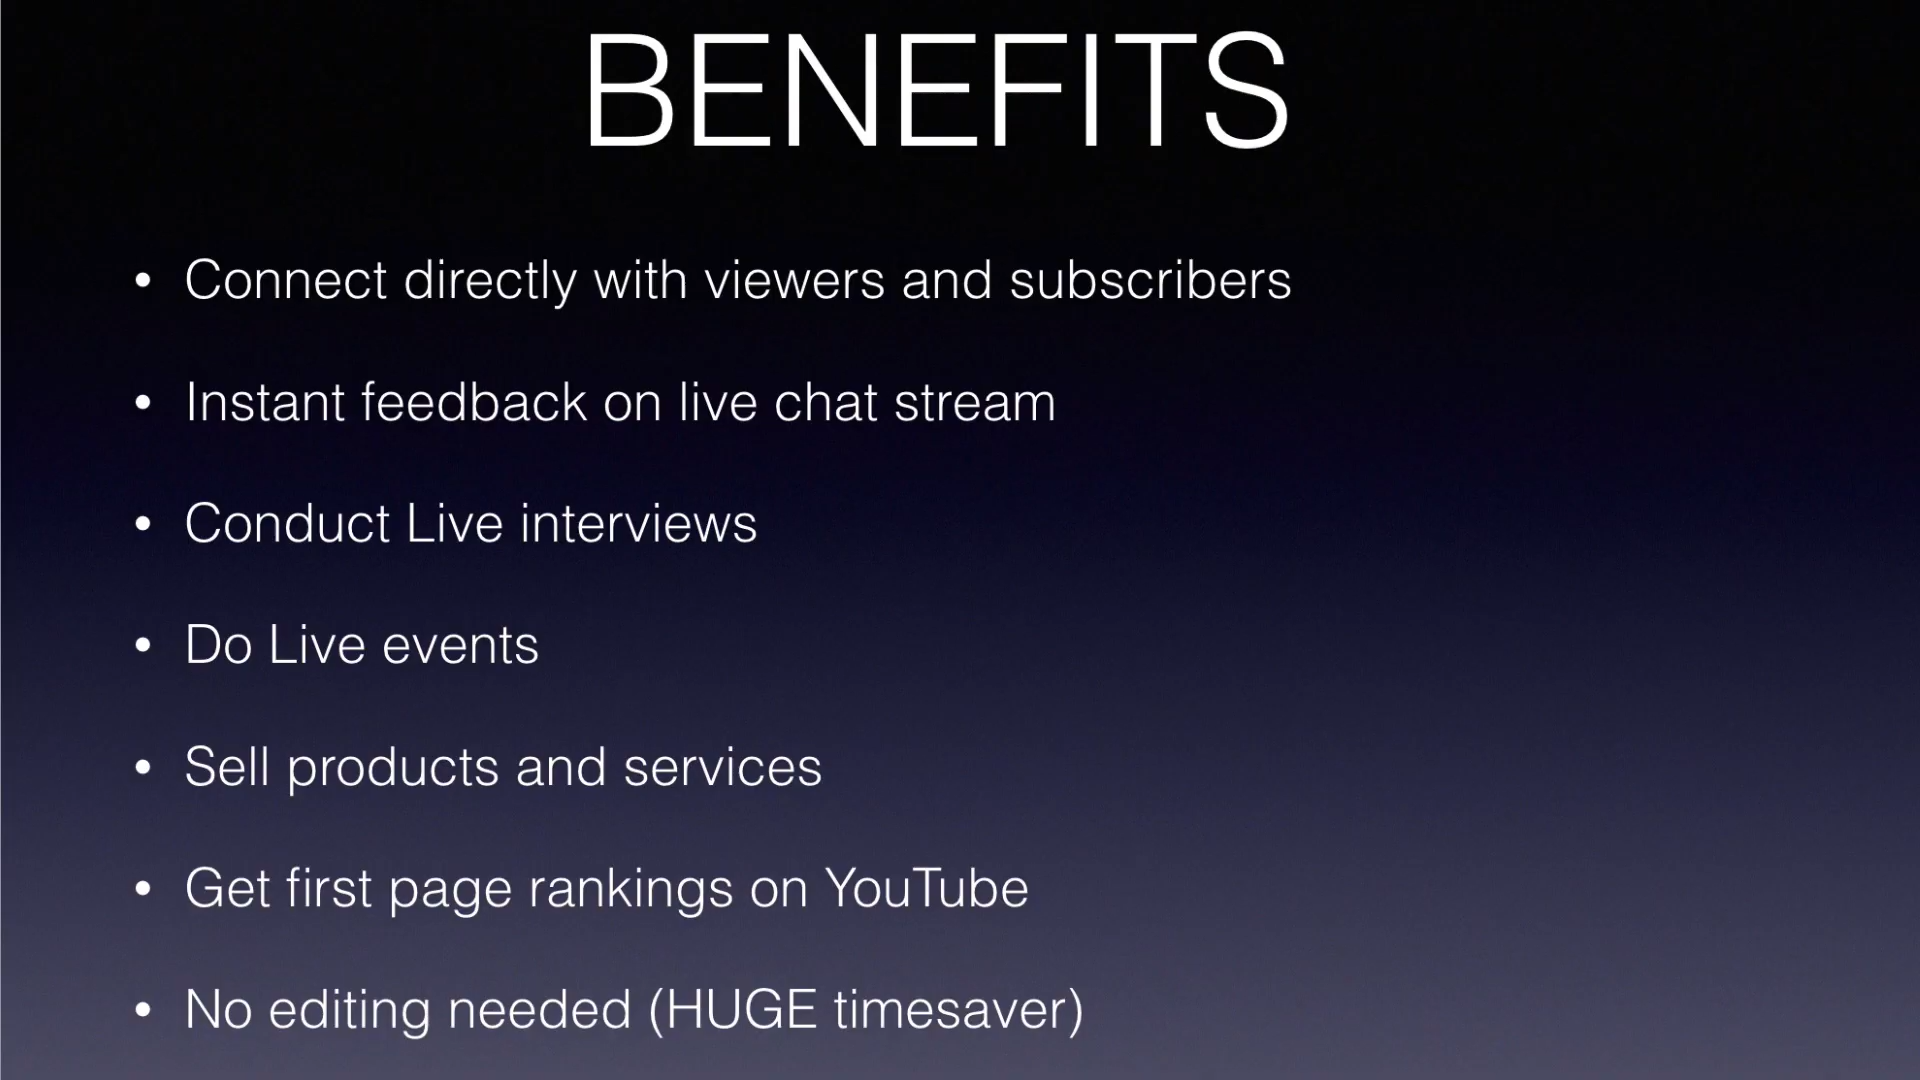 BENEFITS
• Connect directly with viewers and subscribers
• Instant feedback on live chat stream
• Conduct Live interviews
• Do Live events
• Sell products and services
• Get first page rankings on YouTube
• No editing needed (HUGE timesaver)